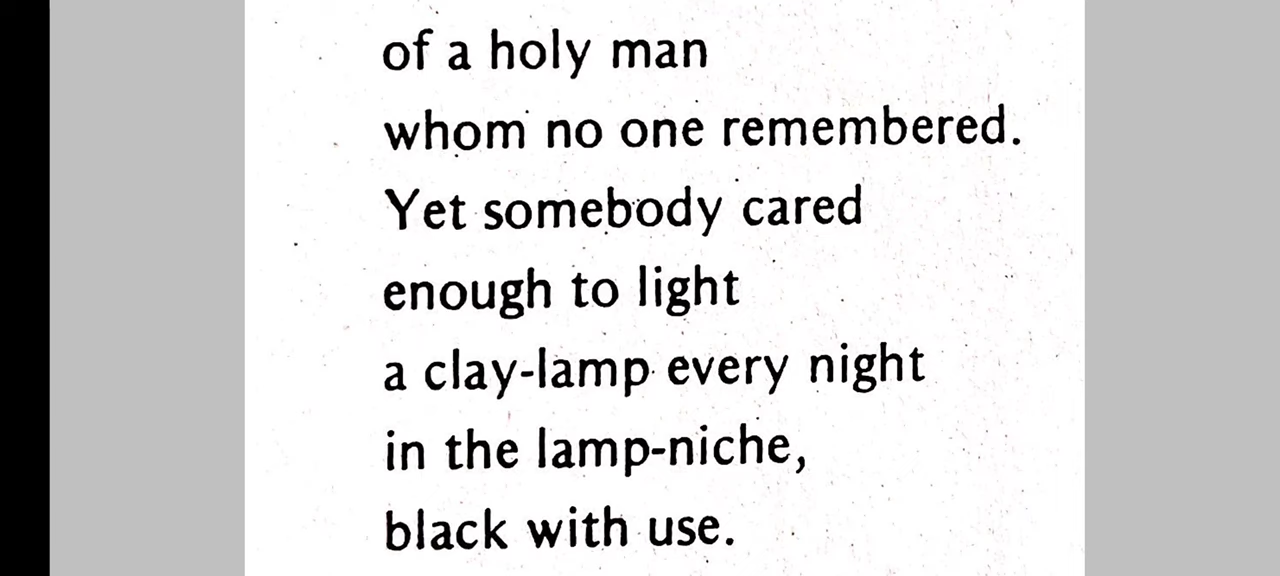 of a holy man
whom no one remembered.
Yet somebody cared
enough to light
a clay-lamp every night
in the lamp-niche,
black with use.